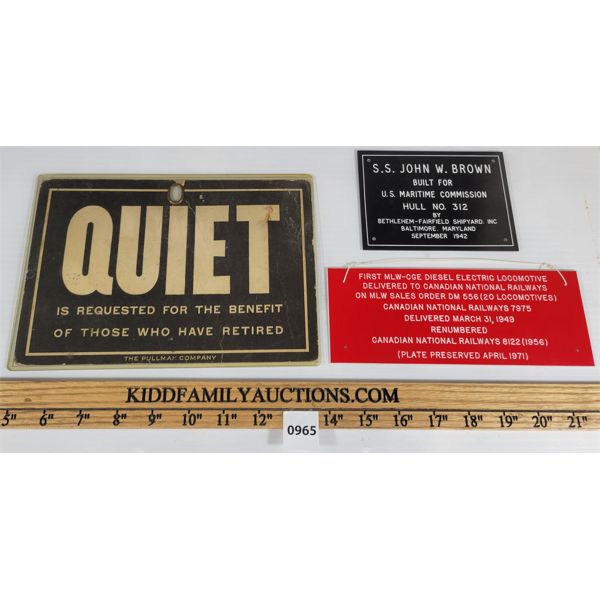 QUIET
IS REQUESTED FOR THE BENEFIT
OF THOSE WHO HAVE RETIRED
THE PULLMAN COMPANY
S.S. JOHN W. BROWN
BUILT FOR
U.S. MARITIME COMMISSION
HULL NO. 312
BY
BETHLEHEM-FAIRFIELD SHIPYARD, INC
BALTIMORE, MARYLAND
SEPTEMBER 1942
FIRST MLW-CGE DIESEL ELECTRIC LOCOMOTIVE
DELIVERED TO CANADIAN NATIONAL RAILWAYS
ON MLW SALES ORDER DM 556 (20 LOCOMOTIVES)
CANADIAN NATIONAL RAILWAYS 7975
DELIVERED MARCH 31, 1949
RENUMBERED
CANADIAN NATIONAL RAILWAYS 8122 (1956)
(PLATE PRESERVED APRIL 1971)
KIDDFAMILYAUCTIONS.COM
5" 6" 7" 8" 9" 10" 11" 12" 14" 15" 16" 17" 18" 19" 20" 21"
0965